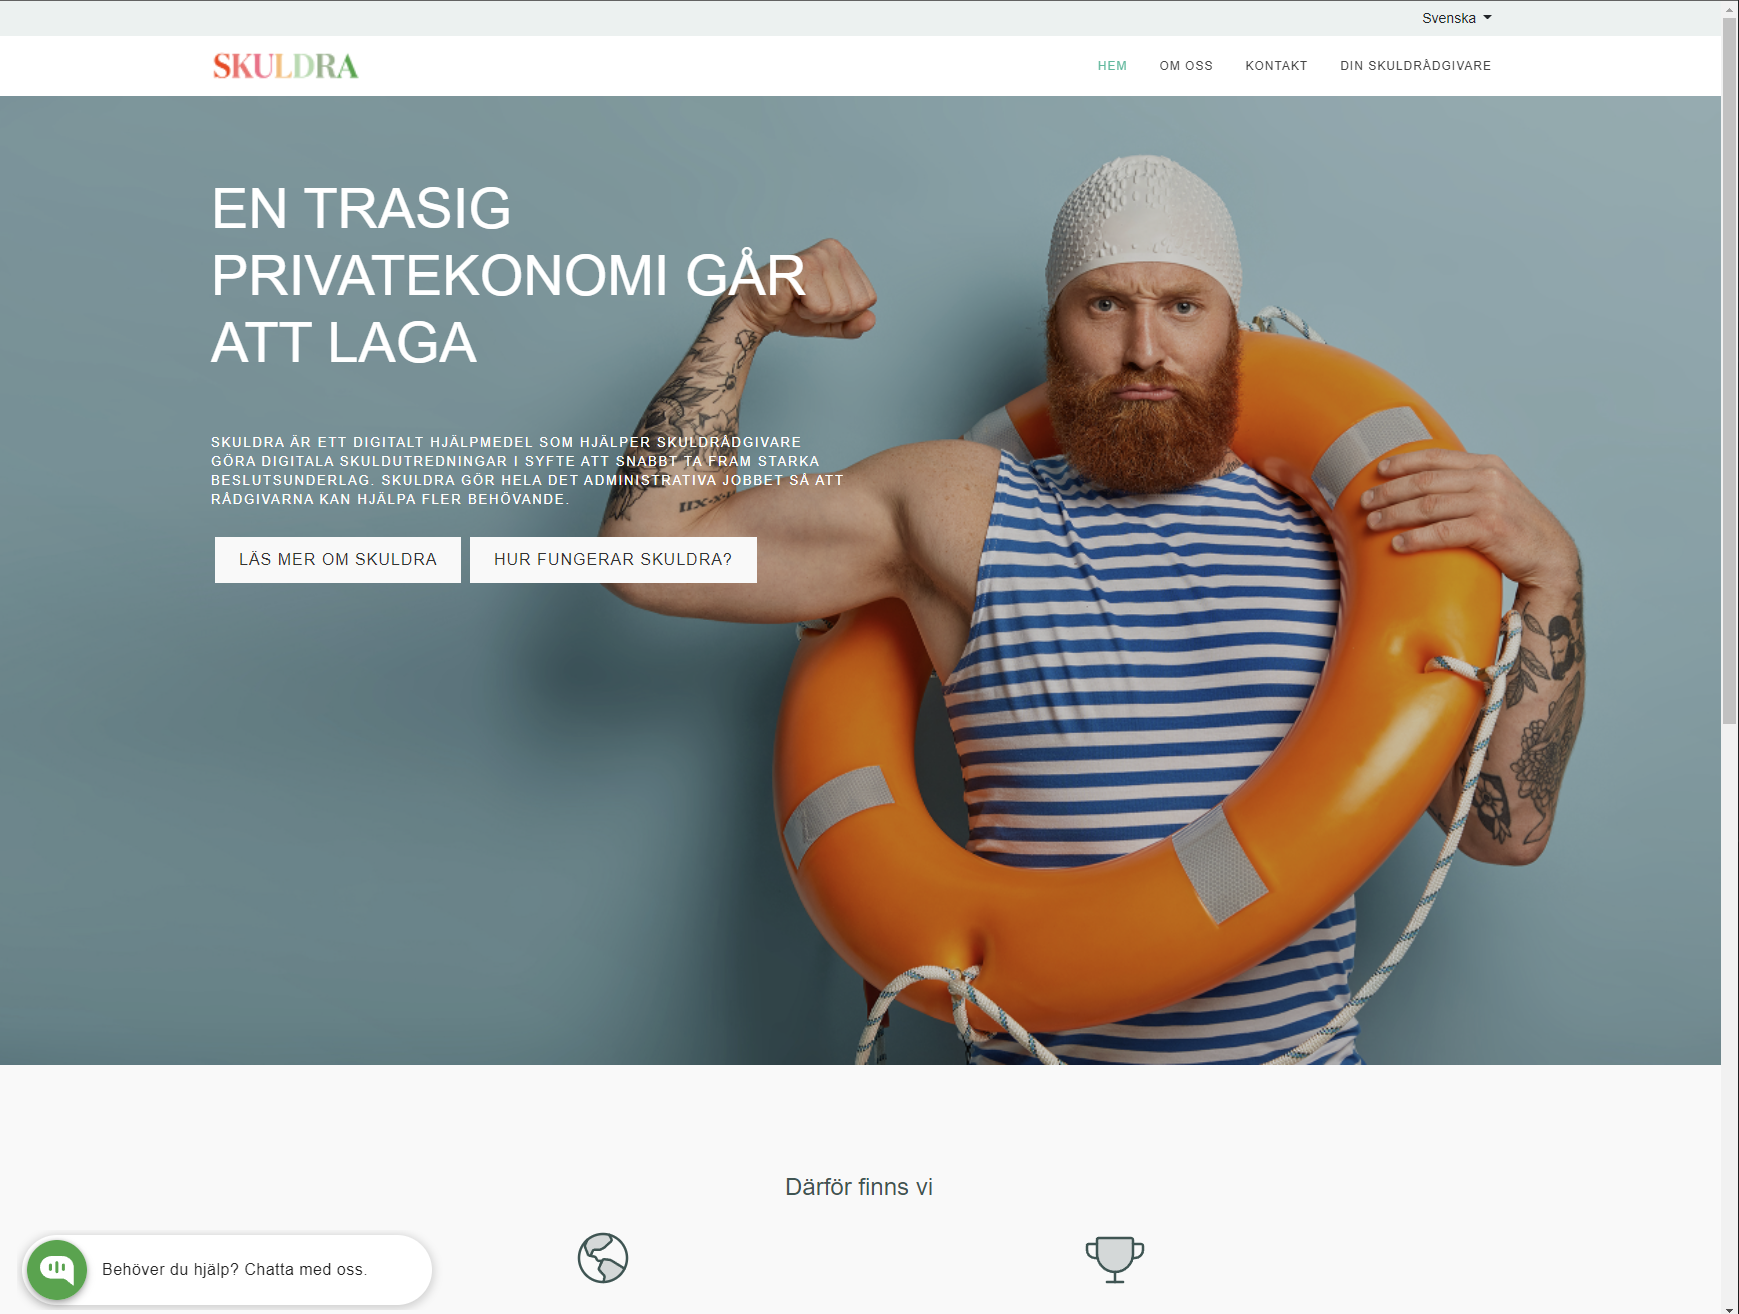 Svenska
SKULDRA
HEM OM OSS KONTAKT DIN SKULDRÅDGIVARE
EN TRASIG
PRIVATEKONOMI GÅR
ATT LAGA
SKULDRA ÄR ETT DIGITALT HJÄLPMEDEL SOM HJÄLPER SKULDRÅDGIVARE
GÖRA DIGITALA SKULDUTREDNINGAR I SYFTE ATT SNABBT TA FRAM STARKA
BESLUTSUNDERLAG. SKULDRA GÖR HELA DET ADMINISTRATIVA JOBBET SÅ ATT
RÅDGIVARNA KAN HJÄLPA FLER BEHÖVANDE.
LÄS MER OM SKULDRA HUR FUNGERAR SKULDRA?
Därför finns vi
Behöver du hjälp? Chatta med oss.